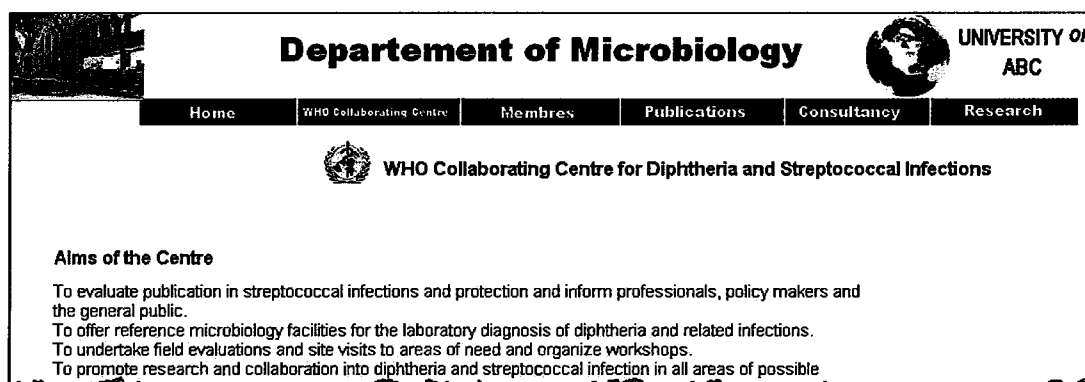 Departement of Microbiology
UNIVERSITY OF
ABC
Home WHO Collaborating Centre Membres Publications Consultancy Research
WHO Collaborating Centre for Diphtheria and Streptococcal Infections
Aims of the Centre
To evaluate publication in streptococcal infections and protection and inform professionals, policy makers and
the general public.
To offer reference microbiology facilities for the laboratory diagnosis of diphtheria and related infections.
To undertake field evaluations and site visits to areas of need and organize workshops.
To promote research and collaboration into diphtheria and streptococcal infection in all areas of possible